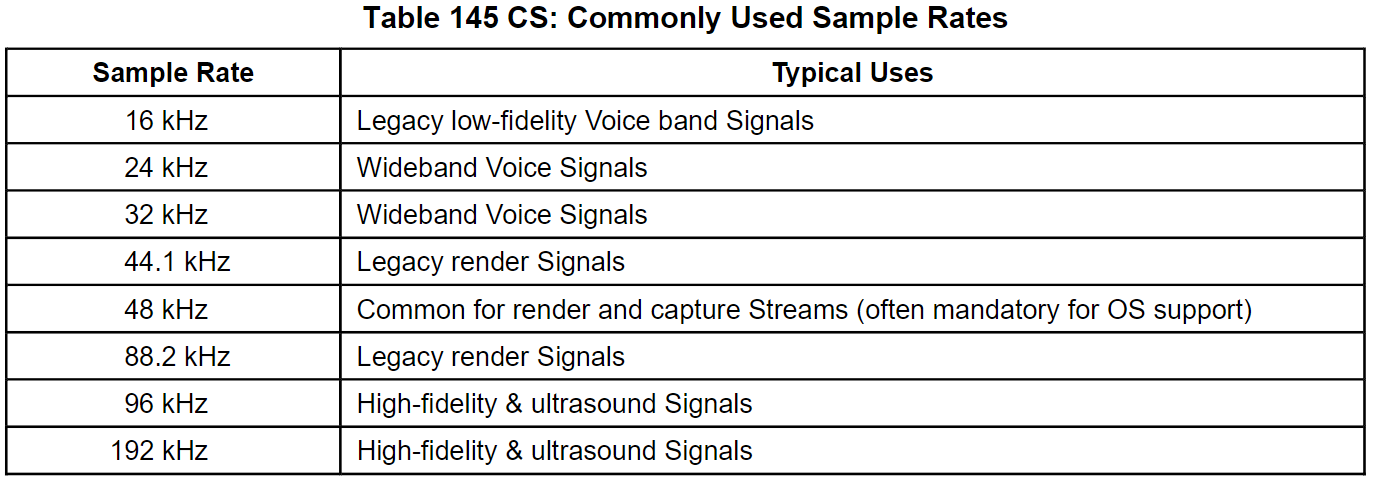 Table 145 CS: Commonly Used Sample Rates
Sample Rate Typical Uses
16 kHz Legacy low-fidelity Voice band Signals
24 kHz Wideband Voice Signals
32 kHz Wideband Voice Signals
44.1 kHz Legacy render Signals
48 kHz Common for render and capture Streams (often mandatory for OS support)
88.2 kHz Legacy render Signals
96 kHz High-fidelity & ultrasound Signals
192 kHz High-fidelity & ultrasound Signals